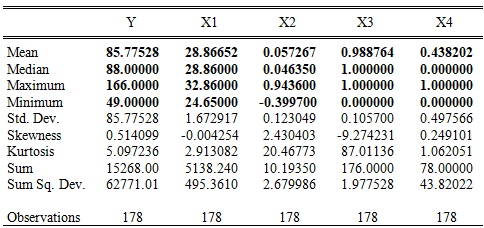 Y X1 X2 X3 X4
Mean 85.77528 28.86652 0.057267 0.988764 0.438202
Median 88.00000 28.86000 0.046350 1.000000 0.000000
Maximum 166.0000 32.86000 0.943600 1.000000 1.000000
Minimum 49.00000 24.65000 -0.399700 0.000000 0.000000
Std. Dev. 85.77528 1.672917 0.123049 0.105700 0.497566
Skewness 0.514099 -0.004254 2.430403 -9.274231 0.249101
Kurtosis 5.097236 2.913082 20.46773 87.01136 1.062051
Sum 15268.00 5138.240 10.19350 176.0000 78.00000
Sum Sq. Dev. 62771.01 495.3610 2.679986 1.977528 43.82022
Observations 178 178 178 178 178